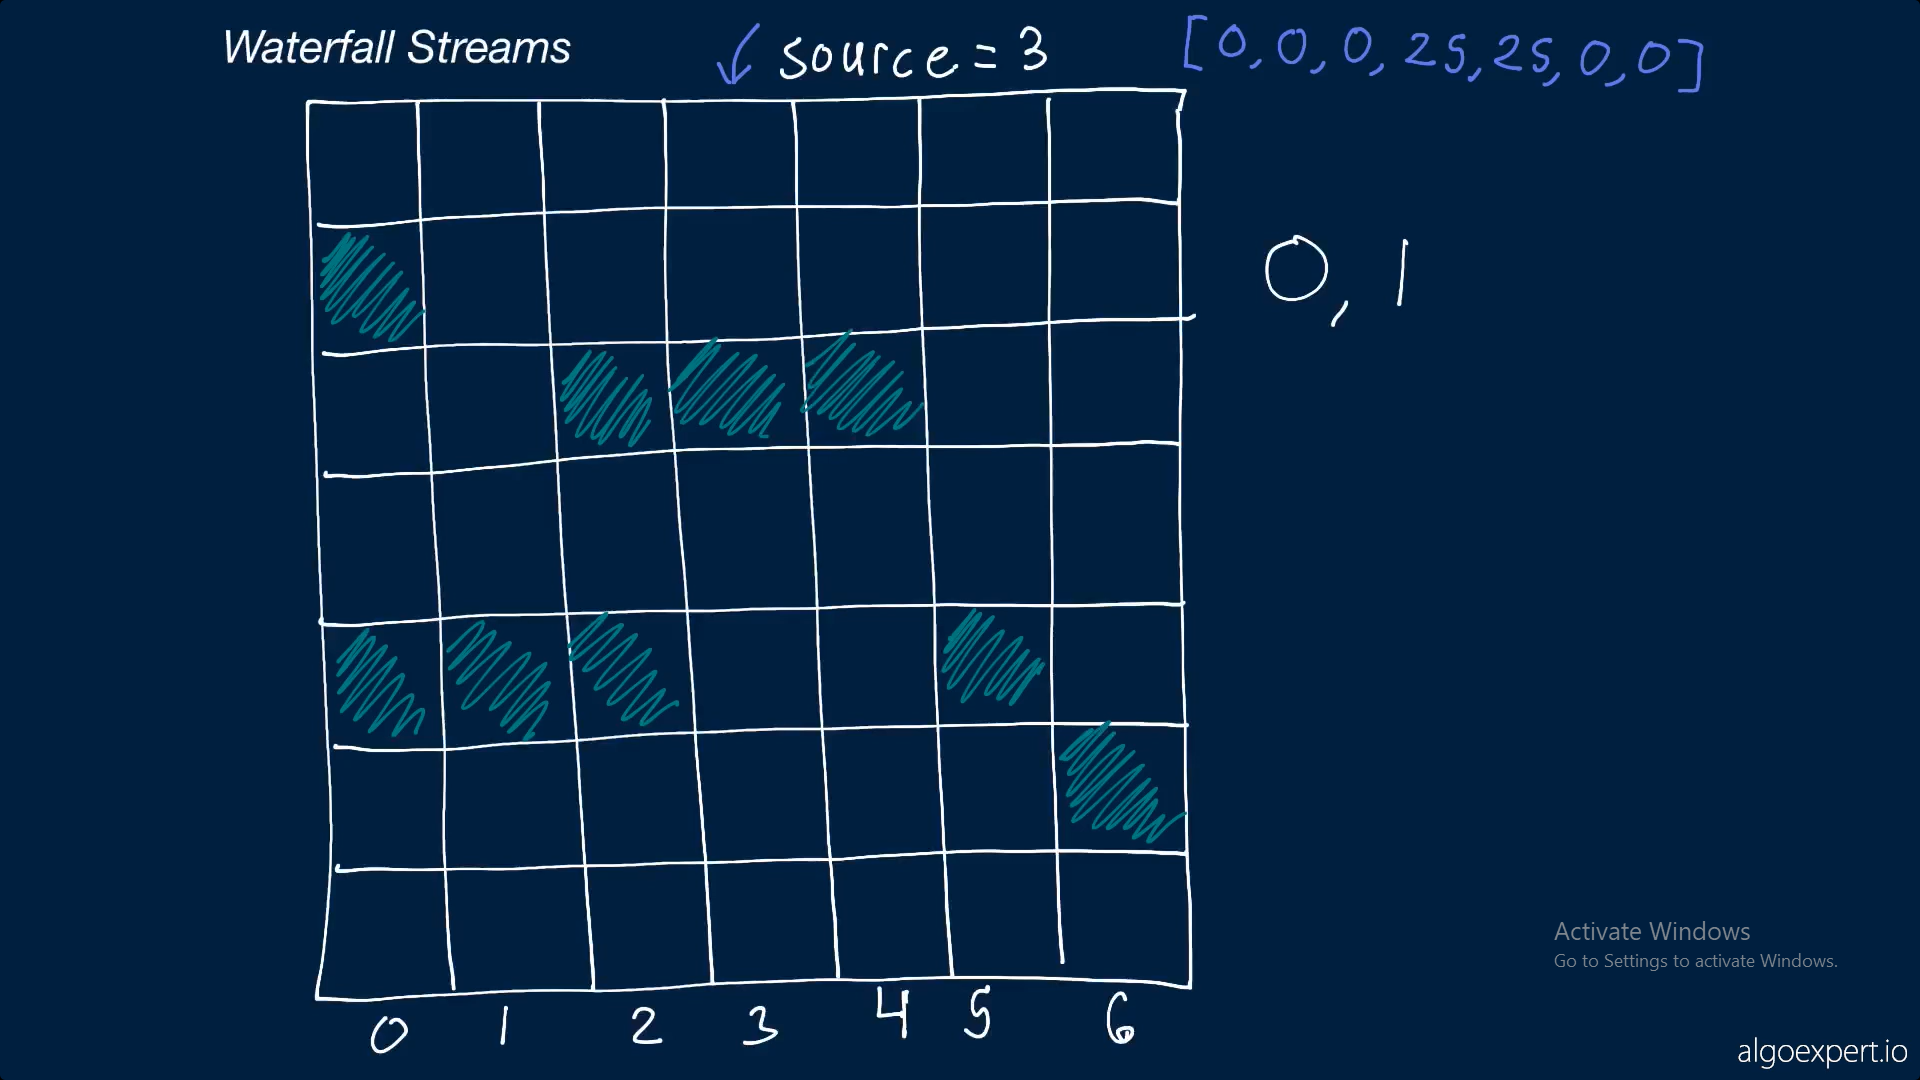 Waterfall Streams
source = 3
[0, 0, 0, 25, 25, 0, 0]
0, 1
0 1 2 3 4 5 6
Activate Windows
Go to Settings to activate Windows.
algoexpert.io